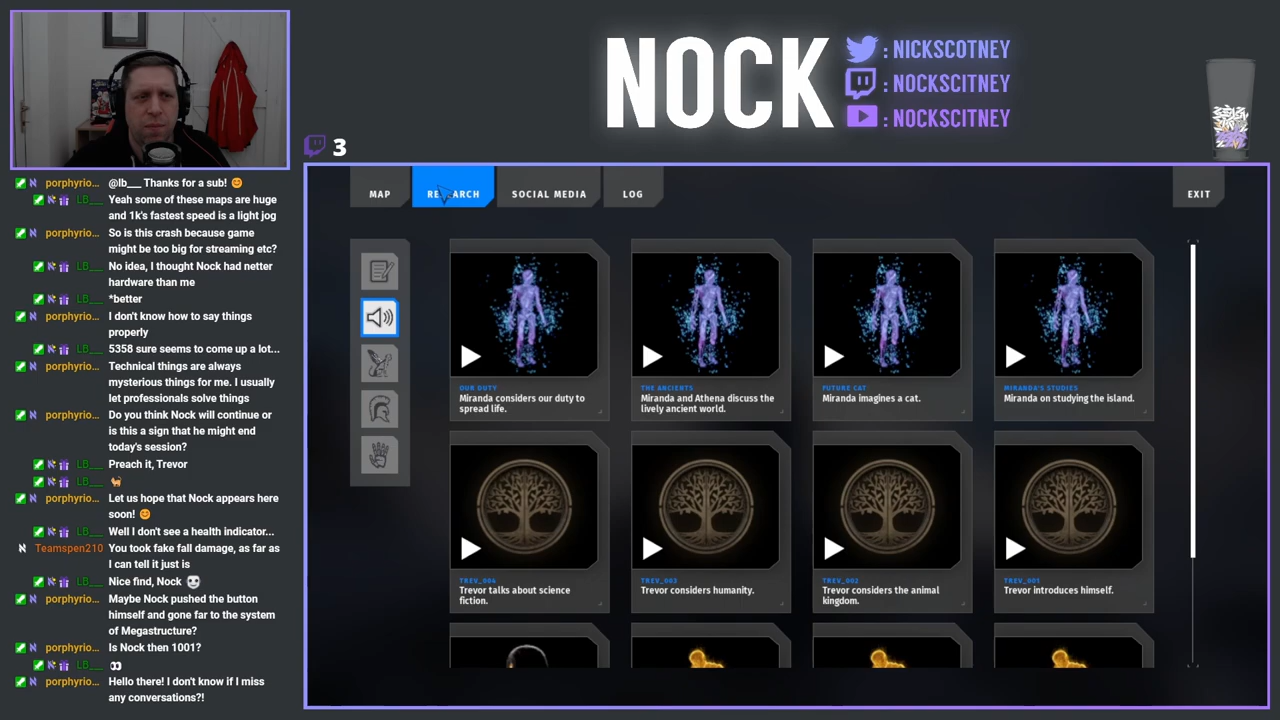 NOCK
: NICKSCOTNEY
: NOCKSCITNEY
: NOCKSCITNEY
3
porphyrio... @lb___ Thanks for a sub! 😊
LB___ Yeah some of these maps are huge
and 1k's fastest speed is a light jog
porphyrio... So is this crash because game
might be too big for streaming etc?
LB___ No idea, I thought Nock had netter
hardware than me
LB___ *better
porphyrio... I don't know how to say things
properly
LB___ 5358 sure seems to come up a lot...
porphyrio... Technical things are always
mysterious things for me. I usually
let professionals solve things
porphyrio... Do you think Nock will continue or
is this a sign that he might end
today's session?
LB___ Preach it, Trevor
LB___ 🐈
porphyrio... Let us hope that Nock appears here
soon! 😊
LB___ Well I don't see a health indicator...
Teamspen210 You took fake fall damage, as far as
I can tell it just is
LB___ Nice find, Nock 💀
porphyrio... Maybe Nock pushed the button
himself and gone far to the system
of Megastructure?
porphyrio... Is Nock then 1001?
LB___ 👀
porphyrio... Hello there! I don't know if I miss
any conversations?!
MAP
RESEARCH
SOCIAL MEDIA
LOG
EXIT
OUR DUTY
Miranda considers our duty to
spread life.
THE ANCIENTS
Miranda and Athena discuss the
lively ancient world.
FUTURE CAT
Miranda imagines a cat.
MIRANDA'S STUDIES
Miranda on studying the island.
TREV_004
Trevor talks about science
fiction.
TREV_003
Trevor considers humanity.
TREV_002
Trevor considers the animal
kingdom.
TREV_001
Trevor introduces himself.